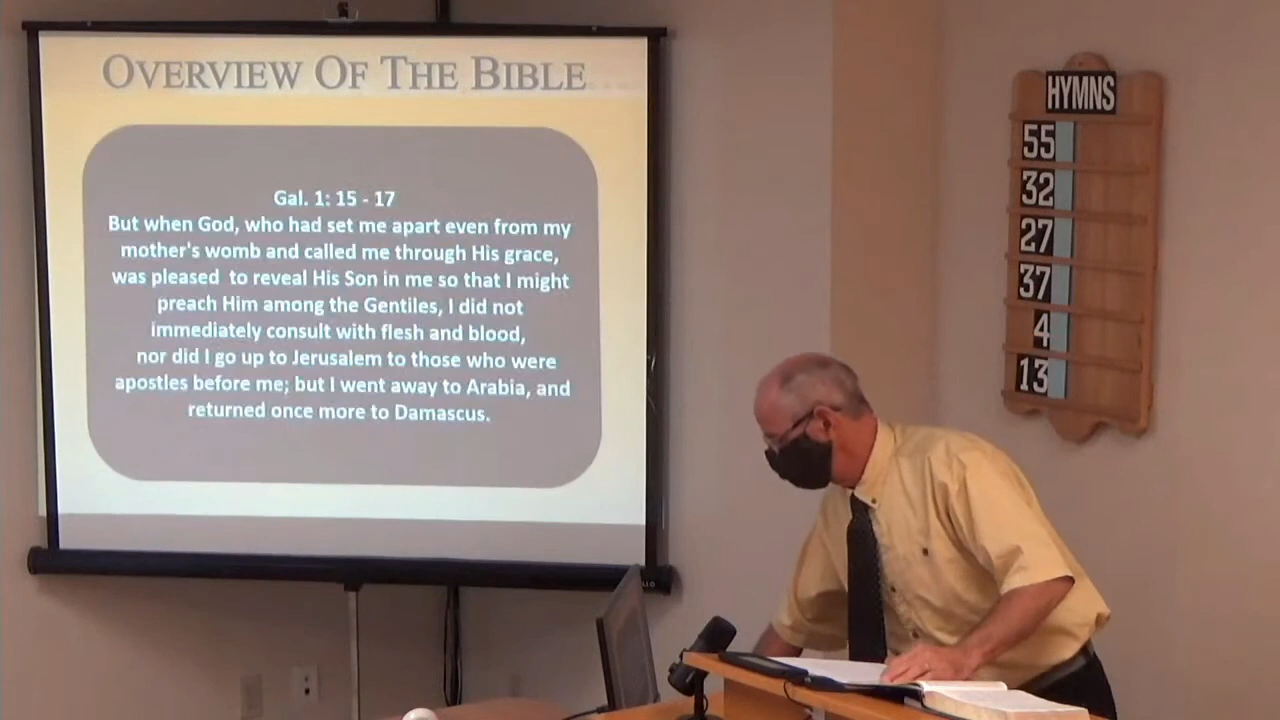 OVERVIEW OF THE BIBLE
Gal. 1: 15 - 17
But when God, who had set me apart even from my
mother's womb and called me through His grace,
was pleased to reveal His Son in me so that I might
preach Him among the Gentiles, I did not
immediately consult with flesh and blood,
nor did I go up to Jerusalem to those who were
apostles before me; but I went away to Arabia, and
returned once more to Damascus.
HYMNS
55
32
27
37
4
13